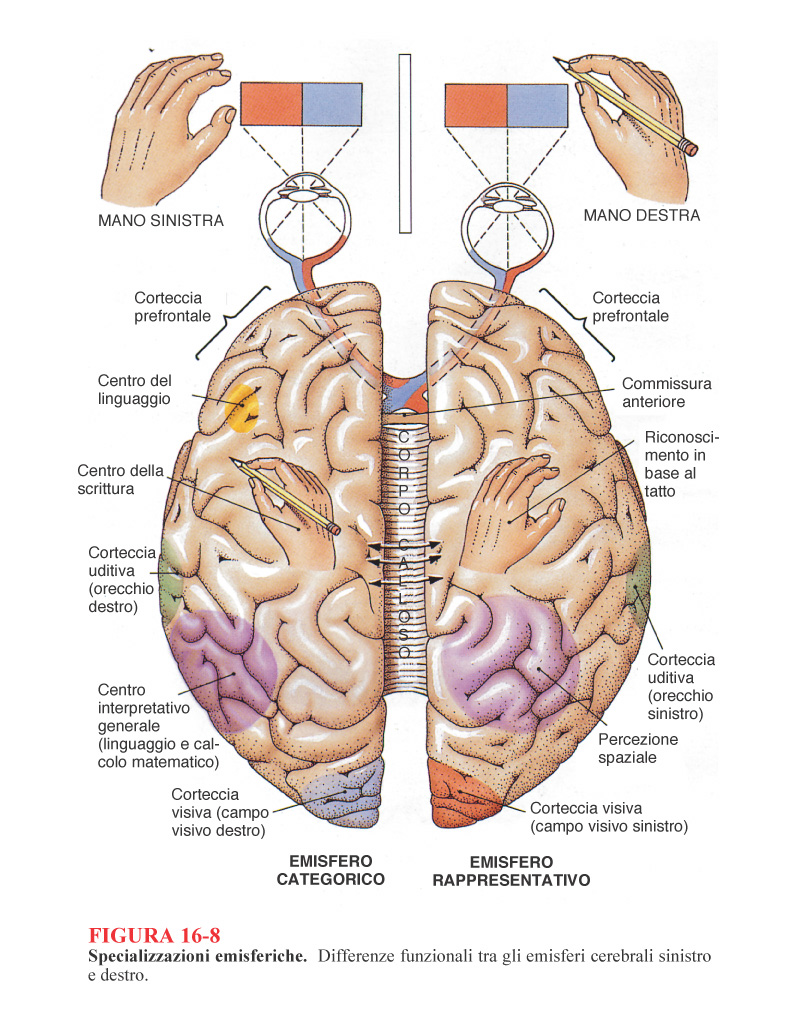 MANO SINISTRA
MANO DESTRA
Corteccia
prefrontale
Corteccia
prefrontale
Centro del
linguaggio
Commissura
anteriore
Centro della
scrittura
Riconosci-
mento in
base al
tatto
CORPO CALLOSO
Corteccia
uditiva
(orecchio
destro)
Corteccia
uditiva
(orecchio
sinistro)
Centro
interpretativo
generale
(linguaggio e cal-
colo matematico)
Percezione
spaziale
Corteccia
visiva (campo
visivo destro)
Corteccia visiva
(campo visivo sinistro)
EMISFERO
CATEGORICO
EMISFERO
RAPPRESENTATIVO
FIGURA 16-8
Specializzazioni emisferiche. Differenze funzionali tra gli emisferi cerebrali sinistro
e destro.